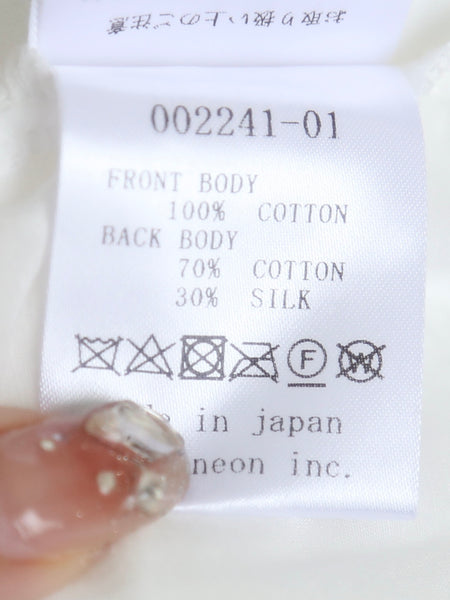 お取り扱い上のご注意
002241-01
FRONT BODY
100% COTTON
BACK BODY
70% COTTON
30% SILK
F W
in japan
neon inc.